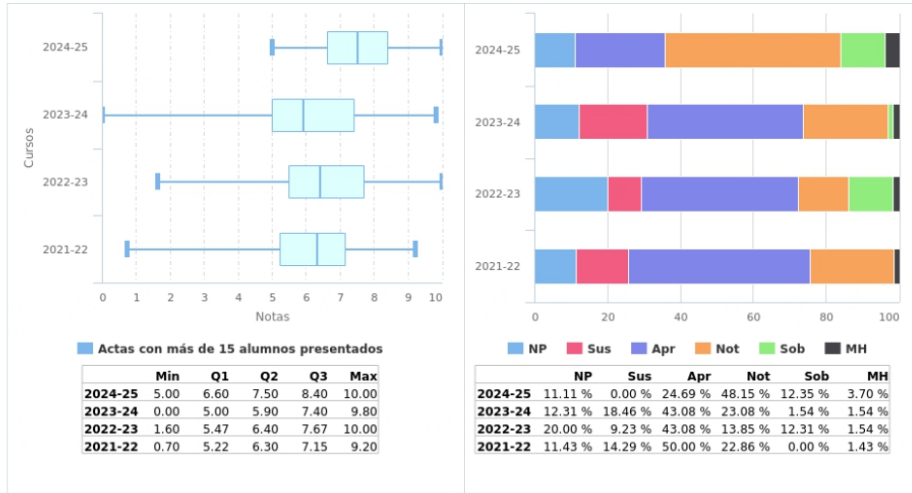 2024-25
2023-24
2022-23
2021-22
Cursos
0 1 2 3 4 5 6 7 8 9 10
Notas
Actas con más de 15 alumnos presentados
Min Q1 Q2 Q3 Max
2024-25 5.00 6.60 7.50 8.40 10.00
2023-24 0.00 5.00 5.90 7.40 9.80
2022-23 1.60 5.47 6.40 7.67 10.00
2021-22 0.70 5.22 6.30 7.15 9.20
2024-25
2023-24
2022-23
2021-22
0 20 40 60 80 100
NP Sus Apr Not Sob MH
NP Sus Apr Not Sob MH
2024-25 11.11 % 0.00 % 24.69 % 48.15 % 12.35 % 3.70 %
2023-24 12.31 % 18.46 % 43.08 % 23.08 % 1.54 % 1.54 %
2022-23 20.00 % 9.23 % 43.08 % 13.85 % 12.31 % 1.54 %
2021-22 11.43 % 14.29 % 50.00 % 22.86 % 0.00 % 1.43 %